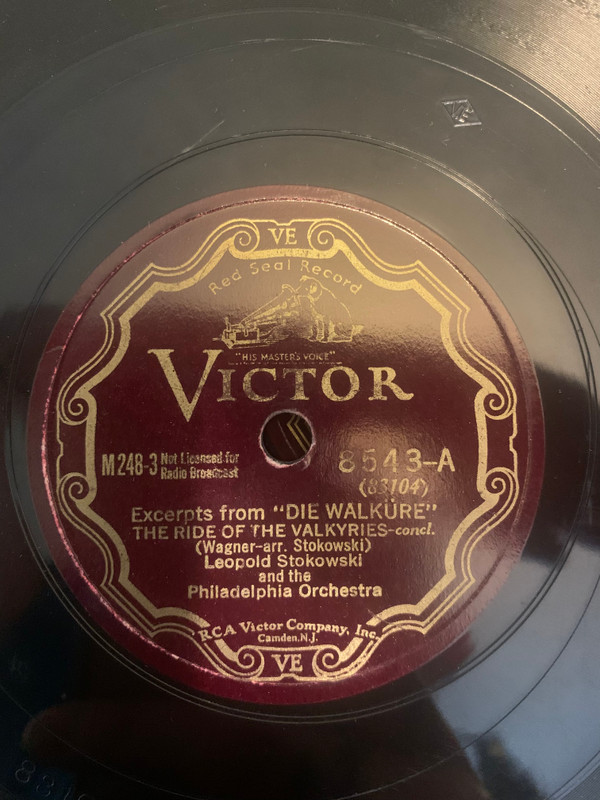 VE
VE
Red Seal Record
"HIS MASTER'S VOICE"
VICTOR
M 248-3 Not Licensed for
Radio Broadcast
8543-A
(83104)
Excerpts from "DIE WALKÜRE"
THE RIDE OF THE VALKYRIES-concl.
(Wagner-arr. Stokowski)
Leopold Stokowski
and the
Philadelphia Orchestra
RCA Victor Company, Inc.
Camden, N.J.
VE